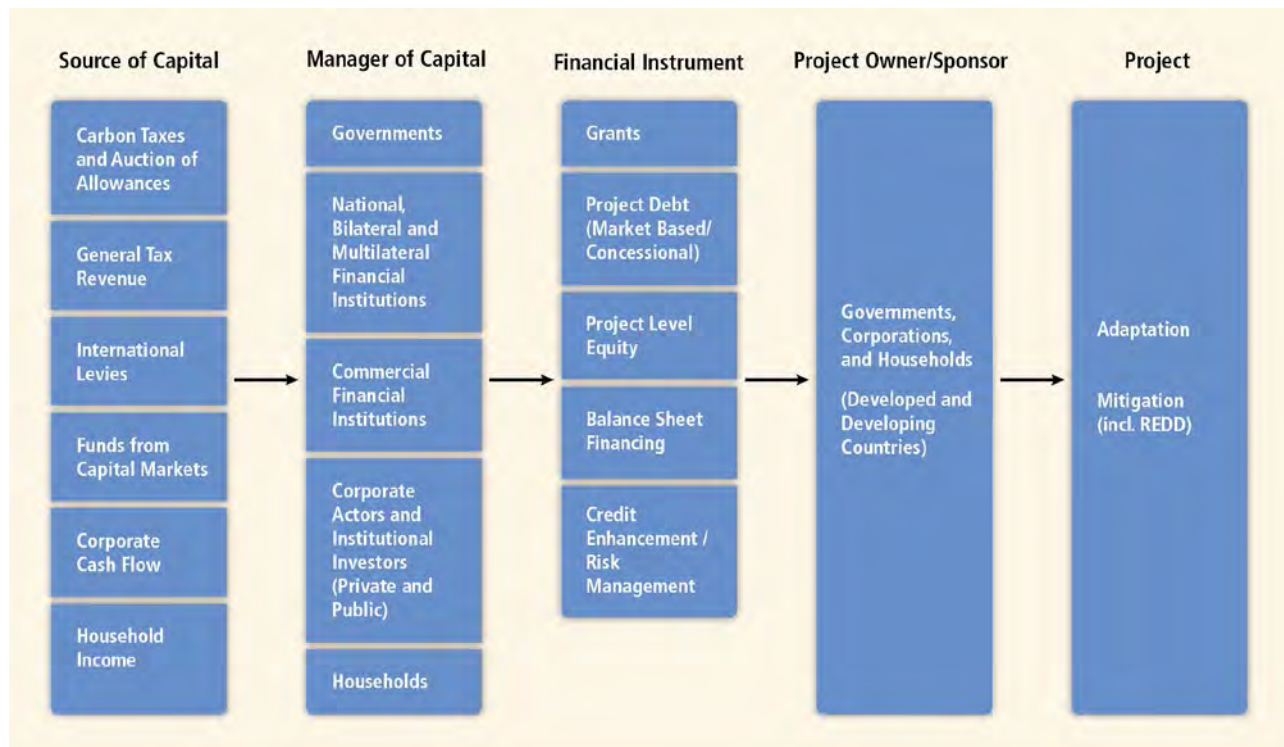 Source of Capital
Carbon Taxes
and Auction of
Allowances
General Tax
Revenue
International
Levies
Funds from
Capital Markets
Corporate
Cash Flow
Household
Income
Manager of Capital
Governments
National,
Bilateral and
Multilateral
Financial
Institutions
Commercial
Financial
Institutions
Corporate
Actors and
Institutional
Investors
(Private and
Public)
Households
Financial Instrument
Grants
Project Debt
(Market Based/
Concessional)
Project Level
Equity
Balance Sheet
Financing
Credit
Enhancement /
Risk
Management
Project Owner/Sponsor
Governments,
Corporations,
and Households
(Developed and
Developing
Countries)
Project
Adaptation
Mitigation
(incl. REDD)